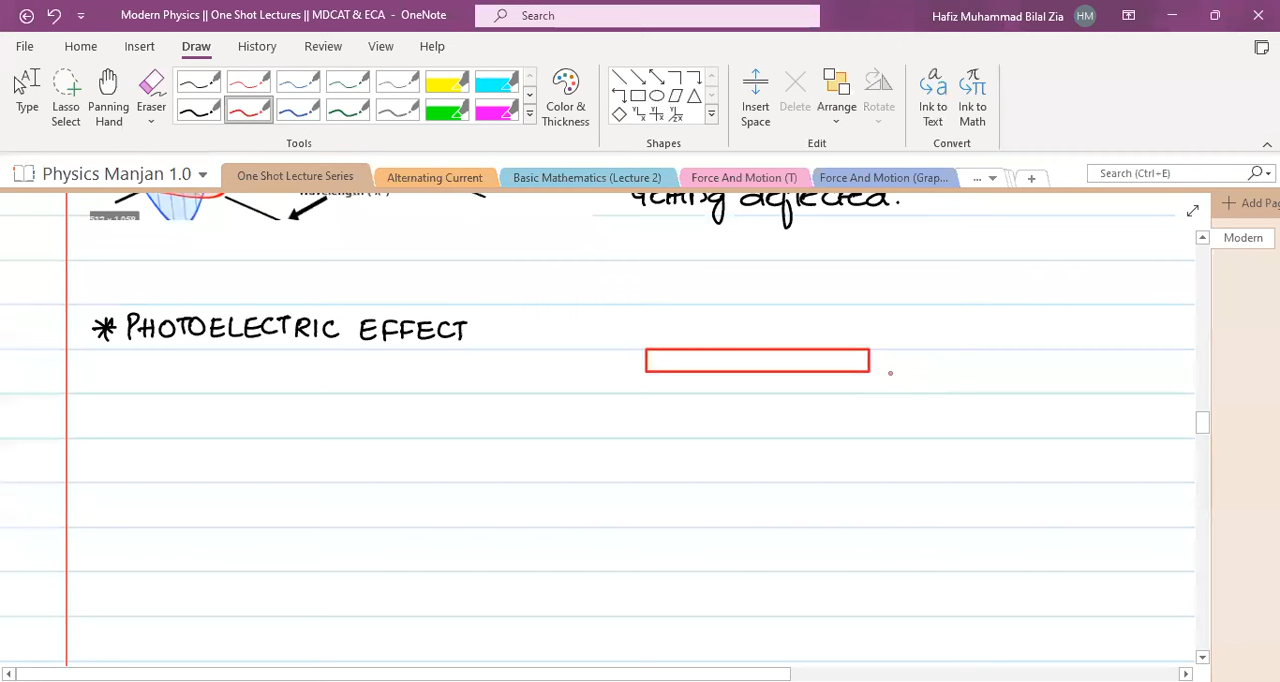 Modern Physics || One Shot Lectures || MDCAT & ECA - OneNote
Search
Hafiz Muhammad Bilal Zia HM
File Home Insert Draw History Review View Help
Type
Lasso Select
Panning Hand
Eraser
Color & Thickness
Insert Space
Delete
Arrange
Rotate
Ink to Text
Ink to Math
Tools
Shapes
Edit
Convert
Physics Manjan 1.0
One Shot Lecture Series
Alternating Current
Basic Mathematics (Lecture 2)
Force And Motion (T)
Force And Motion (Grap...
...
Search (Ctrl+E)
Add Pag
Modern
deflected.
* PHOTOELECTRIC EFFECT